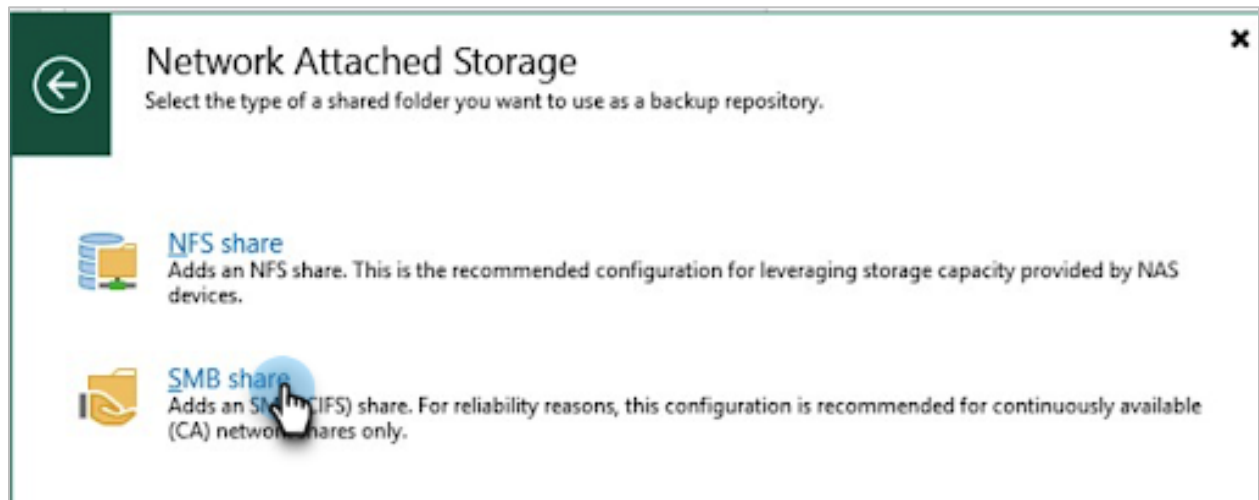 Network Attached Storage
Select the type of a shared folder you want to use as a backup repository.
NFS share
Adds an NFS share. This is the recommended configuration for leveraging storage capacity provided by NAS
devices.
SMB share
Adds an CIFS) share. For reliability reasons, this configuration is recommended for continuously available
(CA) only.